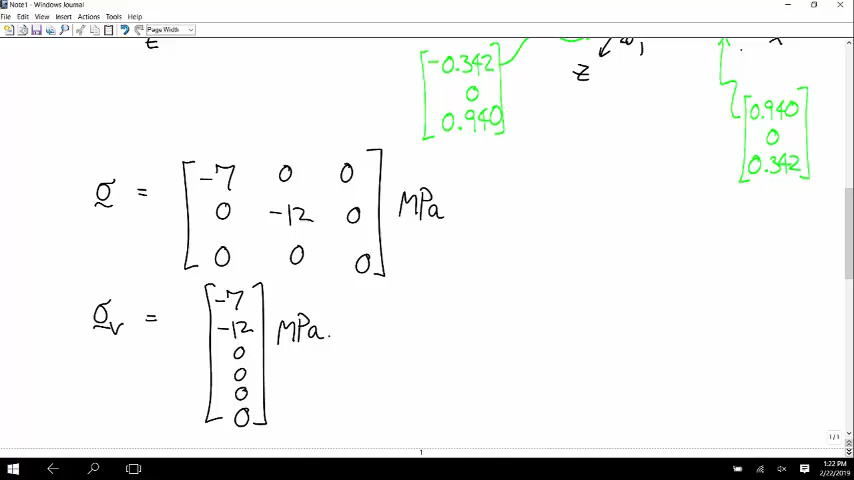 Note1 - Windows Journal
File Edit View Insert Actions Tools Help
Page Width
z
z ω1 x
[-0.342
0
0.940]
[0.940
0
0.342]
σ = [-7 0 0
0 -12 0
0 0 0] MPa
σv = [-7
-12
0
0
0
0] MPa.
1/1
1
1:22 PM
2/22/2019